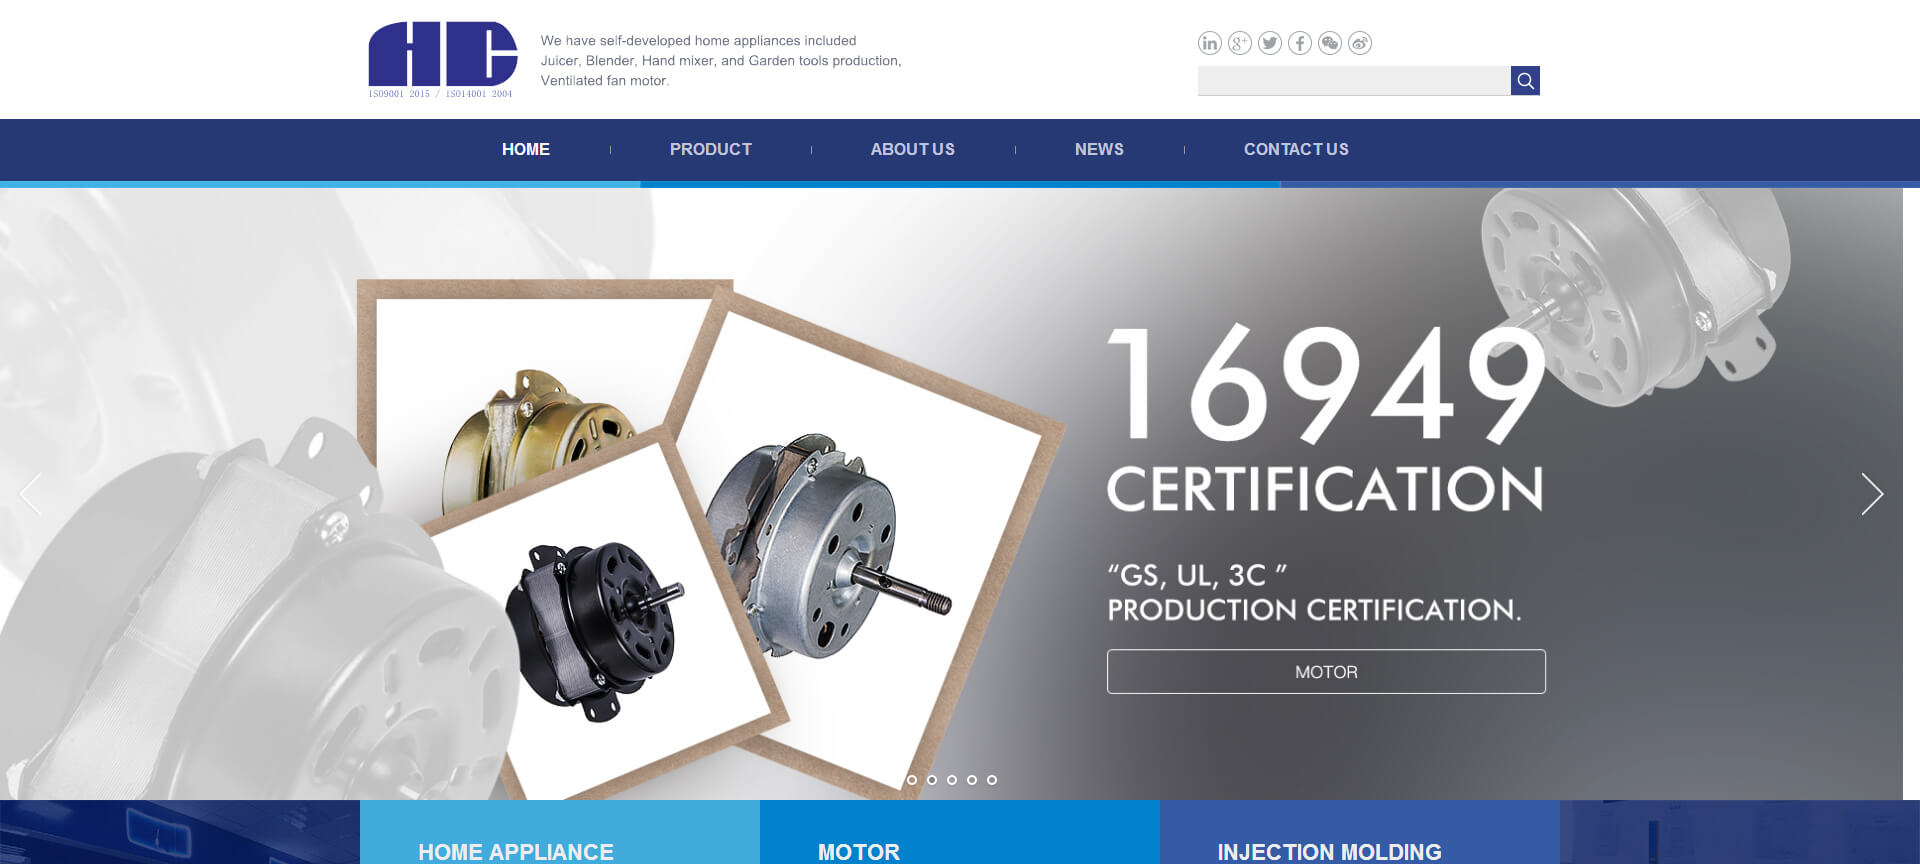 HC
ISO9001 2015 / ISO14001 2004
We have self-developed home appliances included
Juicer, Blender, Hand mixer, and Garden tools production,
Ventilated fan motor.
HOME
PRODUCT
ABOUT US
NEWS
CONTACT US
16949
CERTIFICATION
“GS, UL, 3C ”
PRODUCTION CERTIFICATION.
MOTOR
HOME APPLIANCE
MOTOR
INJECTION MOLDING